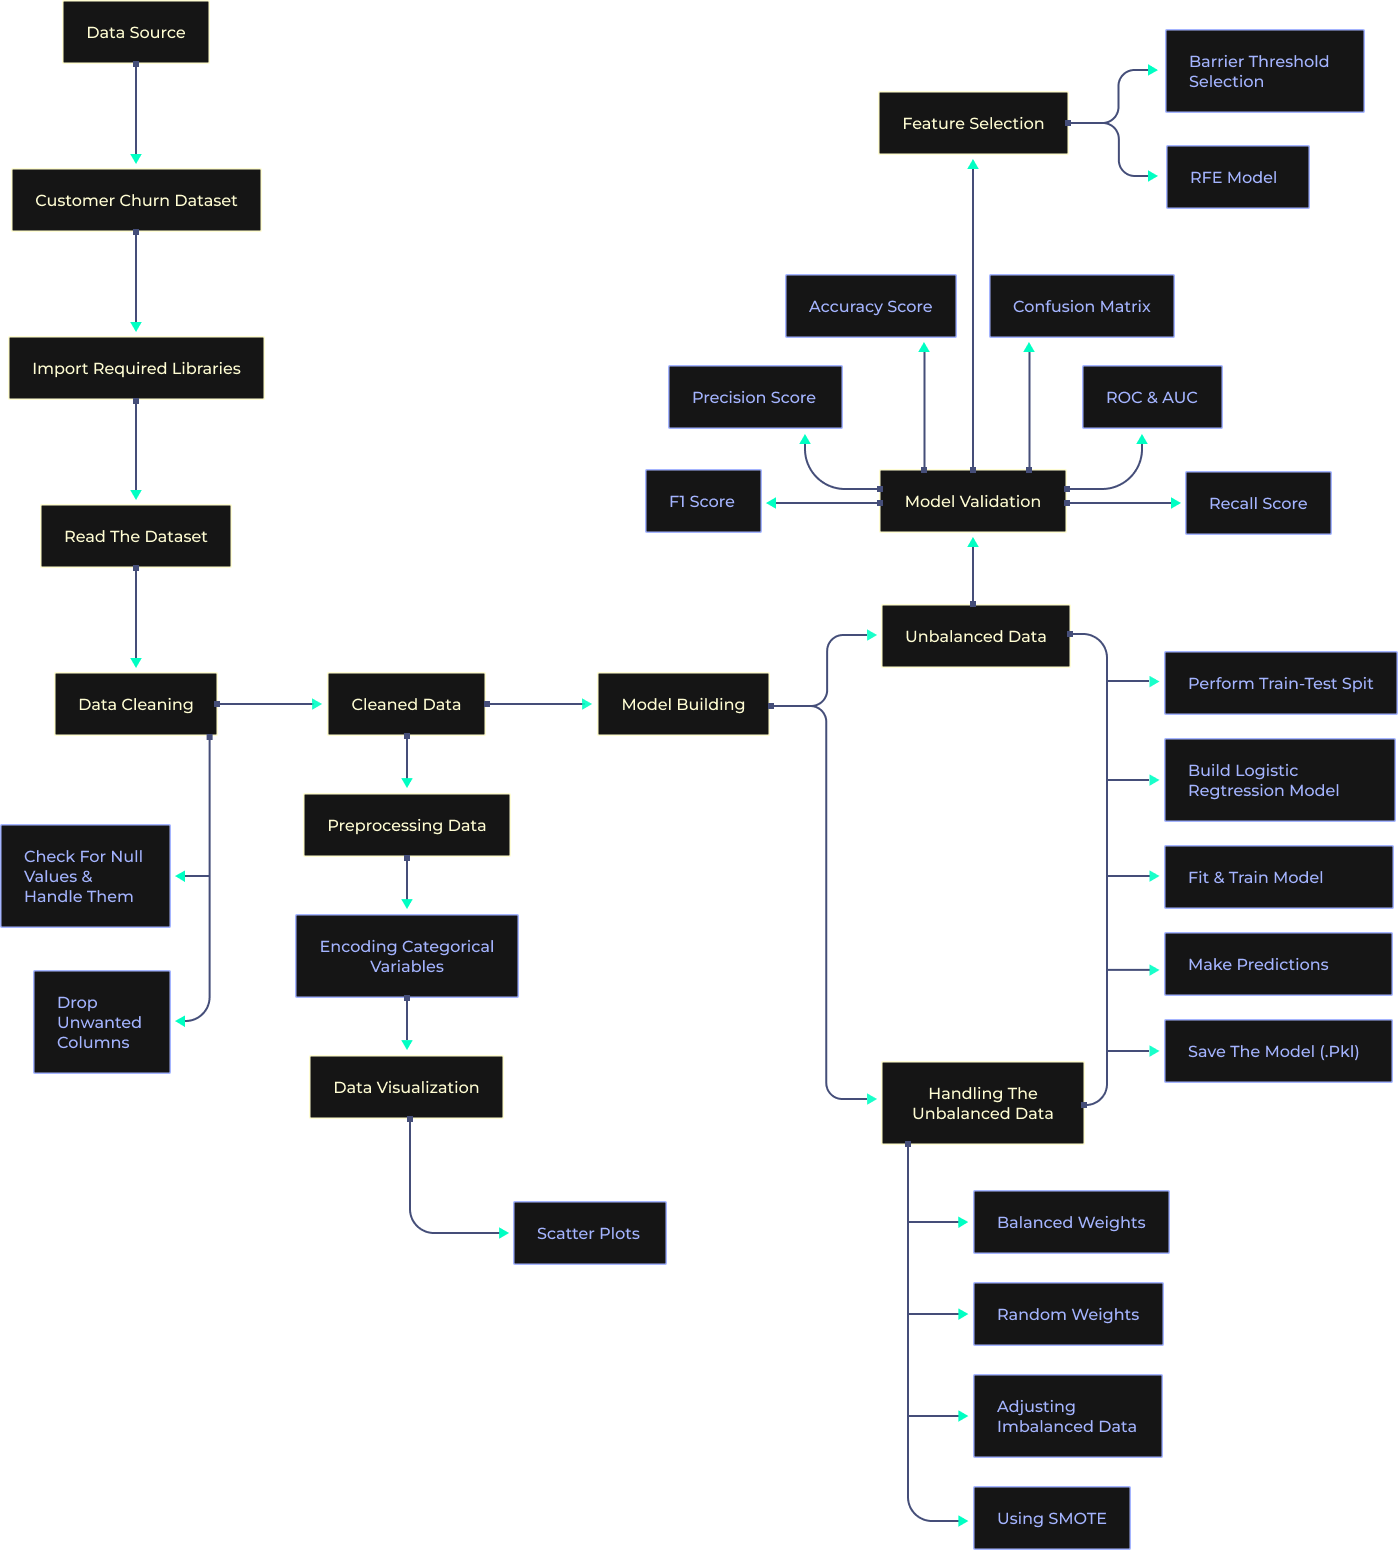 Data Source
Customer Churn Dataset
Import Required Libraries
Read The Dataset
Data Cleaning
Check For Null
Values &
Handle Them
Drop
Unwanted
Columns
Cleaned Data
Preprocessing Data
Encoding Categorical
Variables
Data Visualization
Scatter Plots
Model Building
Unbalanced Data
Model Validation
F1 Score
Precision Score
Accuracy Score
Confusion Matrix
ROC & AUC
Recall Score
Feature Selection
Barrier Threshold
Selection
RFE Model
Perform Train-Test Spit
Build Logistic
Regtression Model
Fit & Train Model
Make Predictions
Save The Model (.Pkl)
Handling The
Unbalanced Data
Balanced Weights
Random Weights
Adjusting
Imbalanced Data
Using SMOTE